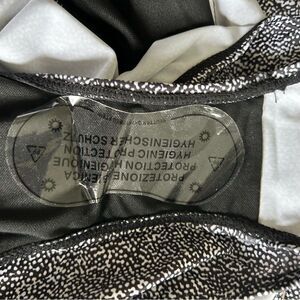 HYGIENISCHER SCHUTZ
HYGIENIC PROTECTION
PROTECTION HYGIENIQUE
PROTEZIONE IGIENICA